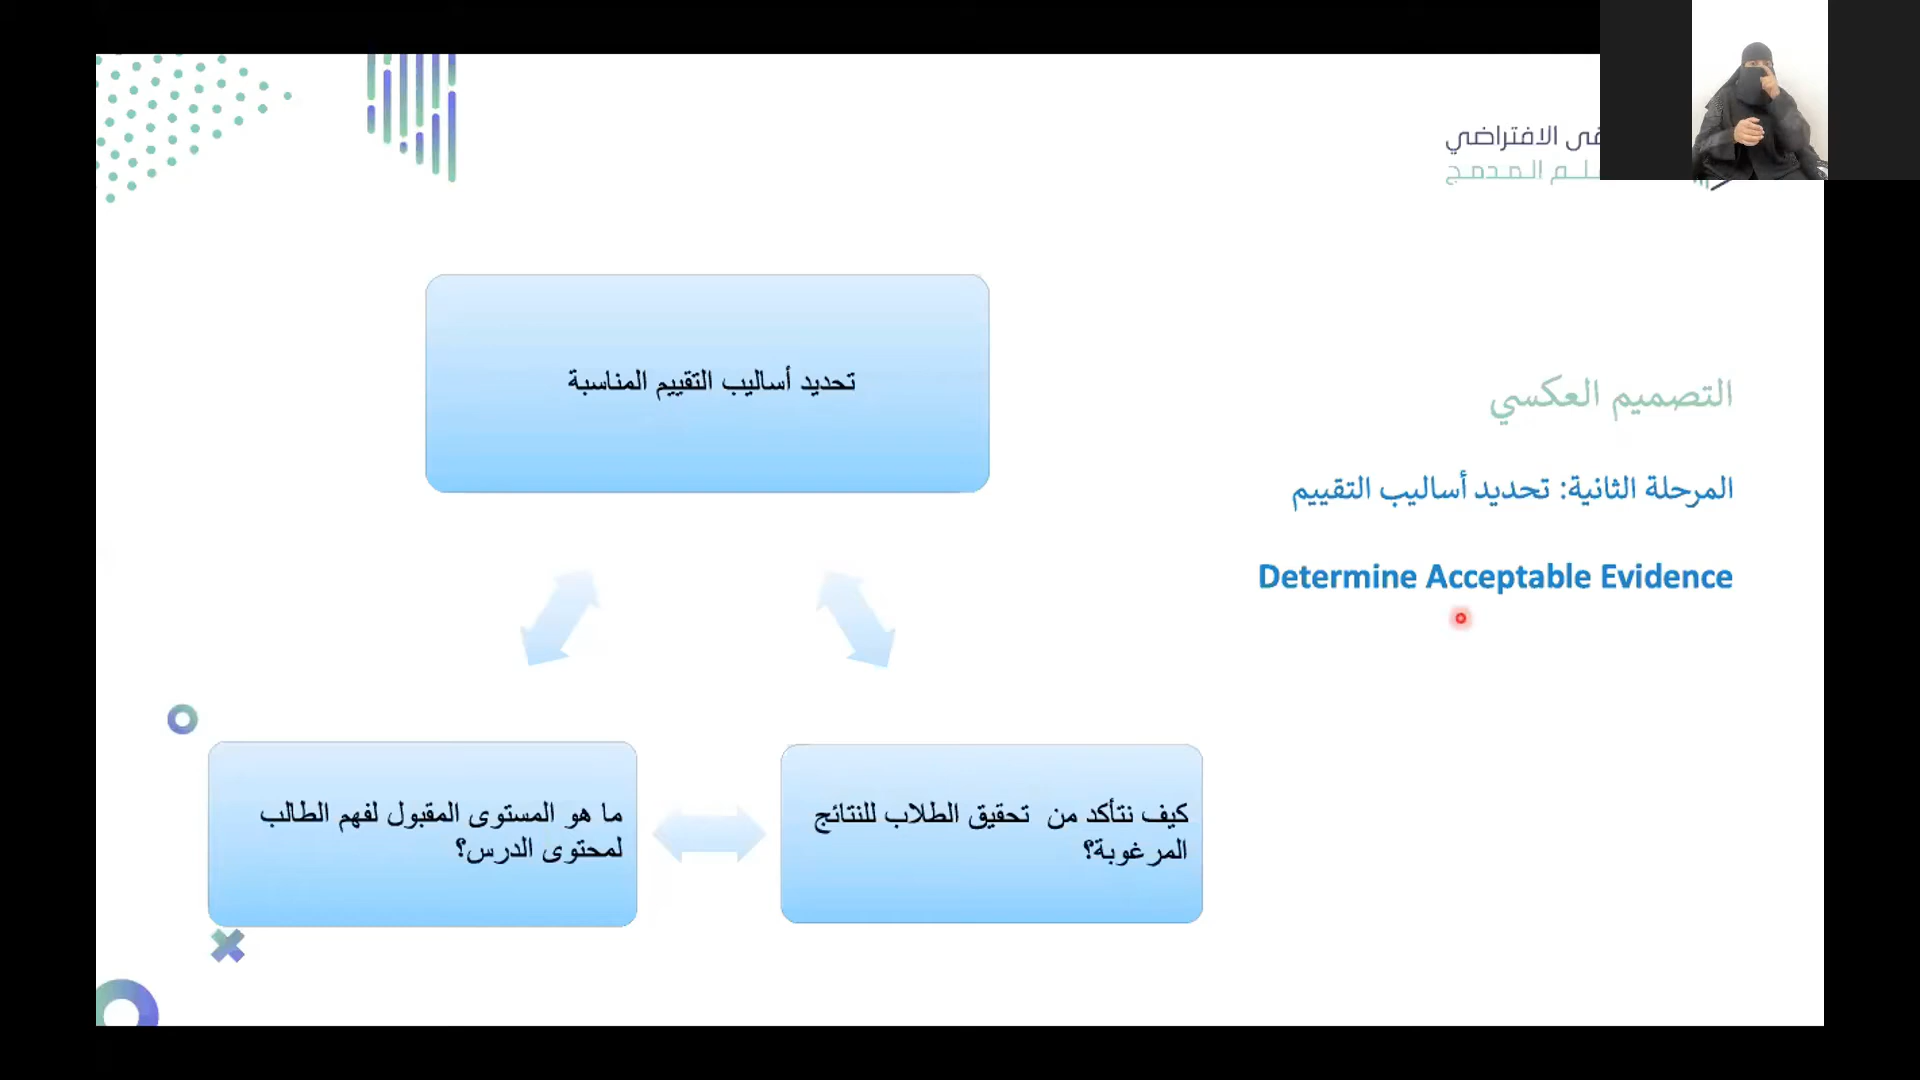 الافتراضي
المدمج
التصميم العكسي
المرحلة الثانية: تحديد أساليب التقييم
Determine Acceptable Evidence
تحديد أساليب التقييم المناسبة
كيف نتأكد من تحقيق الطلاب للنتائج
المرغوبة؟
ما هو المستوى المقبول لفهم الطالب
لمحتوى الدرس؟